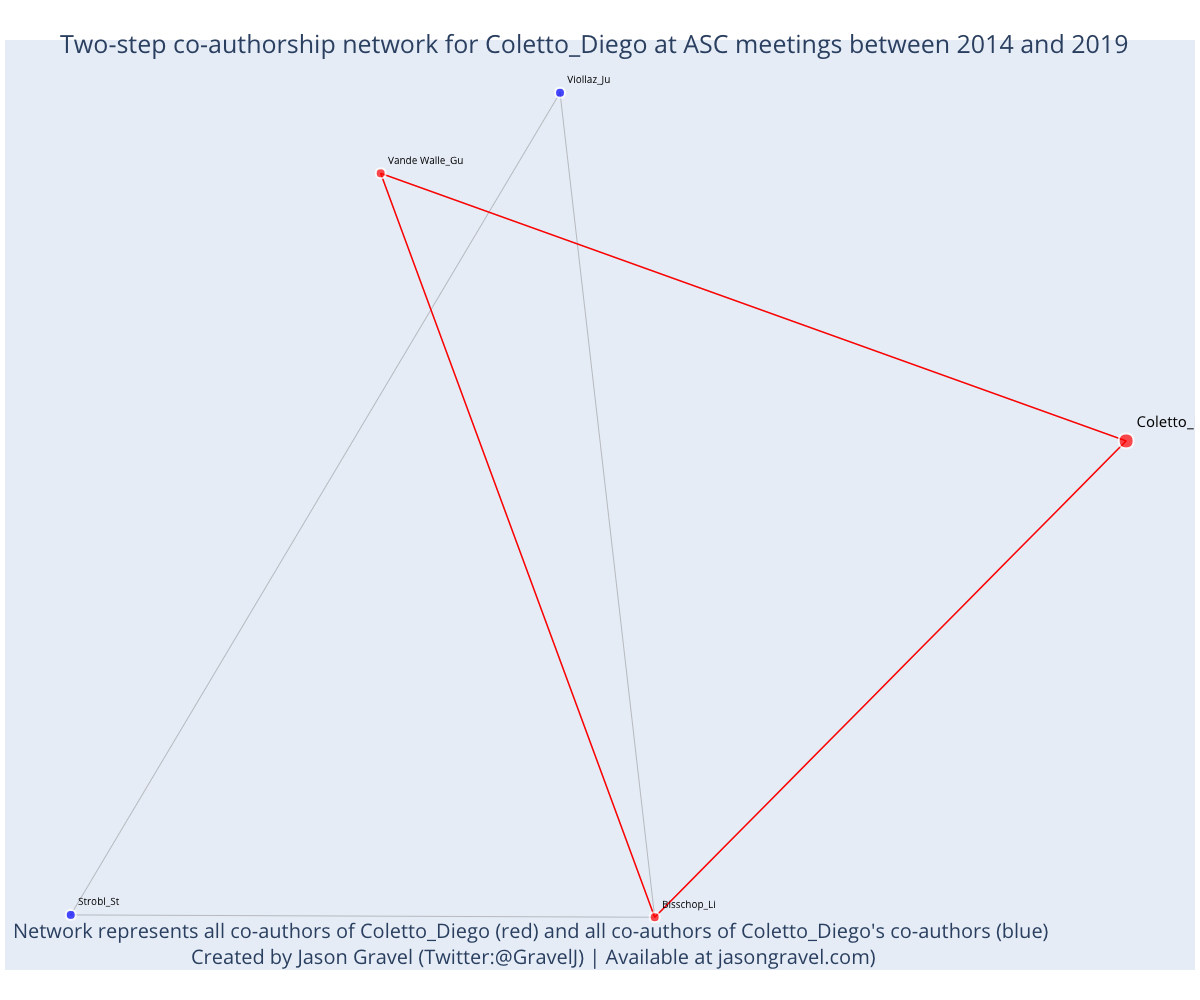 Two-step co-authorship network for Coletto_Diego at ASC meetings between 2014 and 2019
Viollaz_Ju
Vande Walle_Gu
Coletto_
Strobl_St
Bisschop_Li
Network represents all co-authors of Coletto_Diego (red) and all co-authors of Coletto_Diego's co-authors (blue)
Created by Jason Gravel (Twitter:@GravelJ) | Available at jasongravel.com)